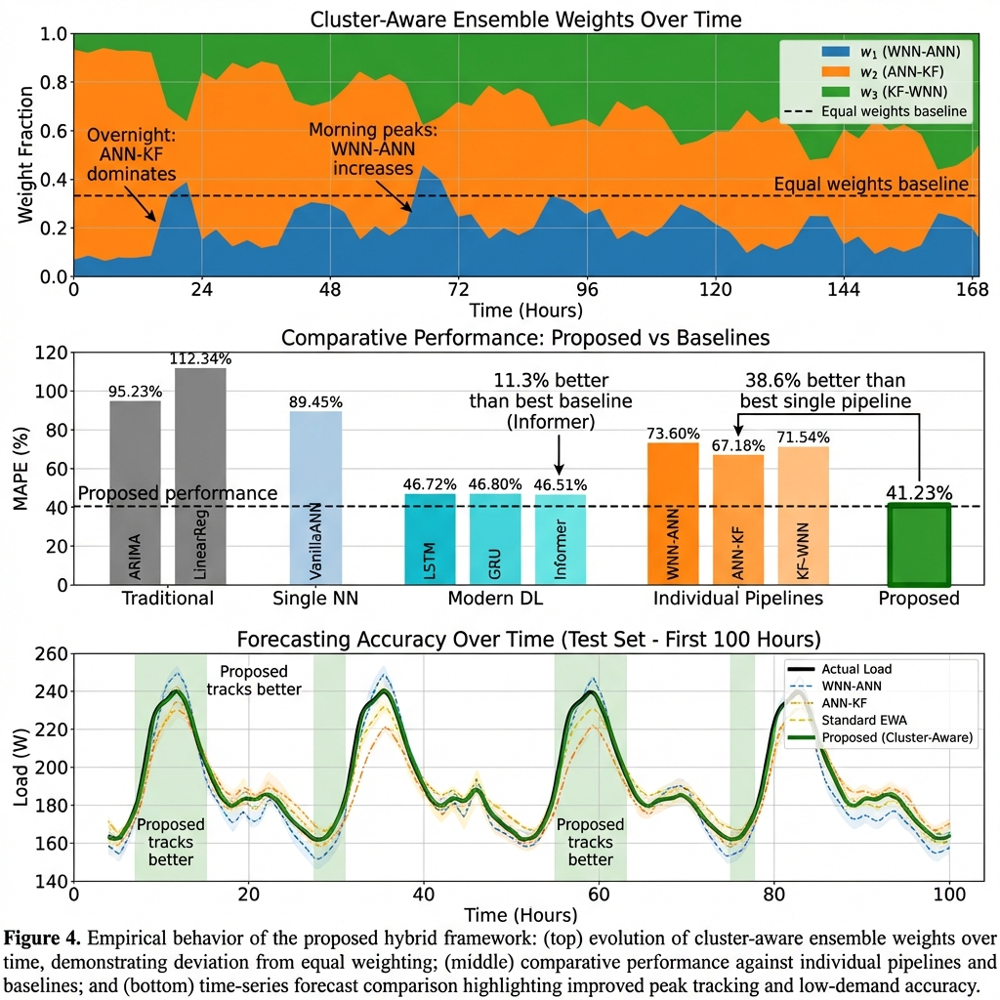 Cluster-Aware Ensemble Weights Over Time
Weight Fraction
1.0
0.8
0.6
0.4
0.2
0.0
Overnight:
ANN-KF
dominates
Morning peaks:
WNN-ANN
increases
w₁ (WNN-ANN)
w₂ (ANN-KF)
w₃ (KF-WNN)
Equal weights baseline
Equal weights baseline
0 24 48 72 96 120 144 168
Time (Hours)
Comparative Performance: Proposed vs Baselines
MAPE (%)
120
100
80
60
40
20
0
95.23%
112.34%
89.45%
46.72%
46.80%
46.51%
73.60%
67.18%
71.54%
41.23%
11.3% better
than best baseline
(Informer)
38.6% better than
best single pipeline
Proposed performance
ARIMA
LinearReg
VanillaANN
LSTM
GRU
Informer
WNN-ANN
ANN-KF
KF-WNN
Traditional Single NN Modern DL Individual Pipelines Proposed
Forecasting Accuracy Over Time (Test Set - First 100 Hours)
Load (W)
260
240
220
200
180
160
140
Proposed
tracks better
Proposed
tracks
better
Proposed
tracks
better
Actual Load
WNN-ANN
ANN-KF
Standard EWA
Proposed (Cluster-Aware)
0 20 40 60 80 100
Time (Hours)
Figure 4. Empirical behavior of the proposed hybrid framework: (top) evolution of cluster-aware ensemble weights over
time, demonstrating deviation from equal weighting; (middle) comparative performance against individual pipelines and
baselines; and (bottom) time-series forecast comparison highlighting improved peak tracking and low-demand accuracy.